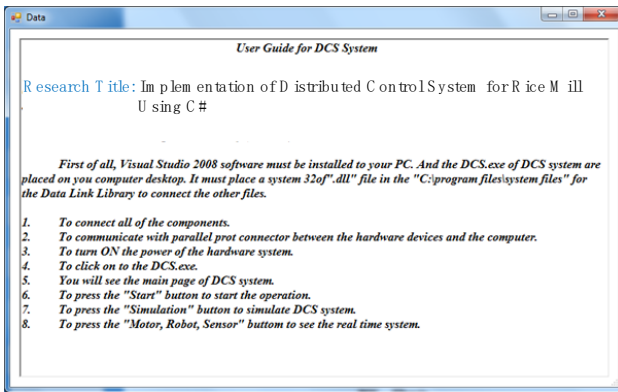 Data
User Guide for DCS System
Research Title: Implementation of Distributed Control System for Rice Mill
Using C#
First of all, Visual Studio 2008 software must be installed to your PC. And the DCS.exe of DCS system are
placed on you computer desktop. It must place a system 32of".dll" file in the "C:\program files\system files" for
the Data Link Library to connect the other files.
1. To connect all of the components.
2. To communicate with parallel prot connector between the hardware devices and the computer.
3. To turn ON the power of the hardware system.
4. To click on to the DCS.exe.
5. You will see the main page of DCS system.
6. To press the "Start" button to start the operation.
7. To press the "Simulation" button to simulate DCS system.
8. To press the "Motor, Robot, Sensor" buttom to see the real time system.